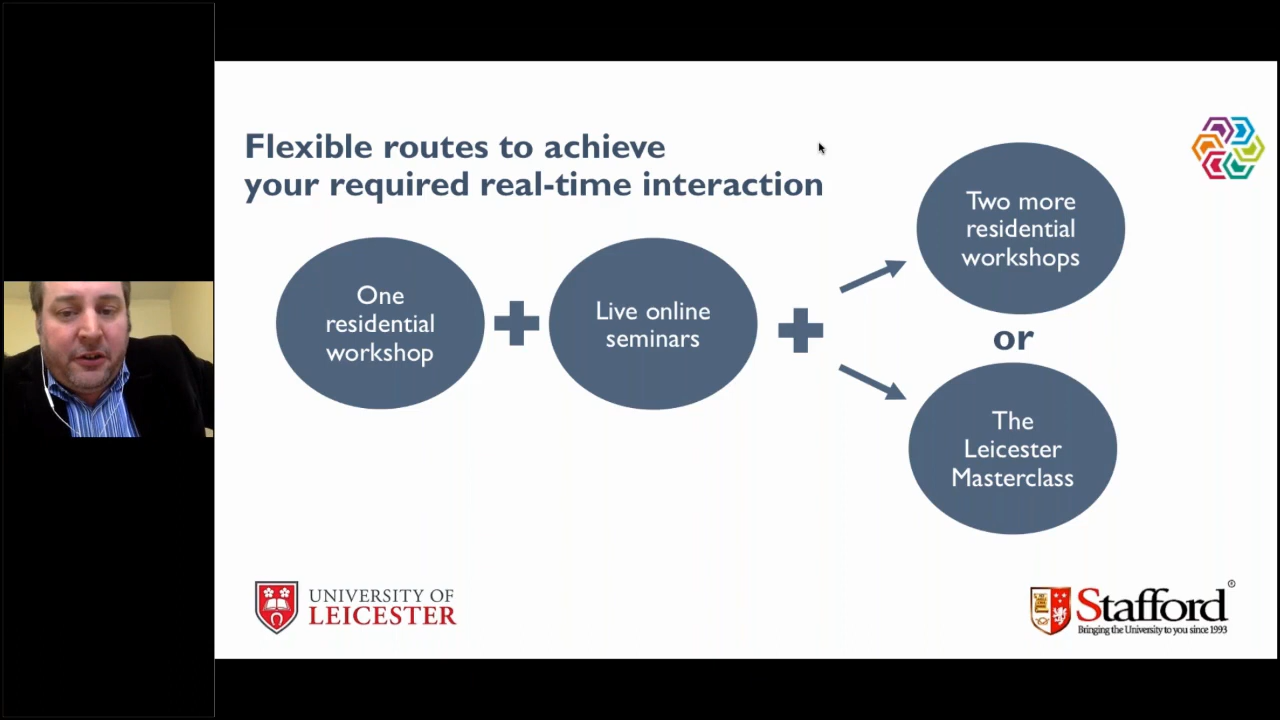 Flexible routes to achieve
your required real-time interaction
One
residential
workshop
Live online
seminars
Two more
residential
workshops
or
The
Leicester
Masterclass
UNIVERSITY OF
LEICESTER
Stafford
Bringing the University to you since 1993